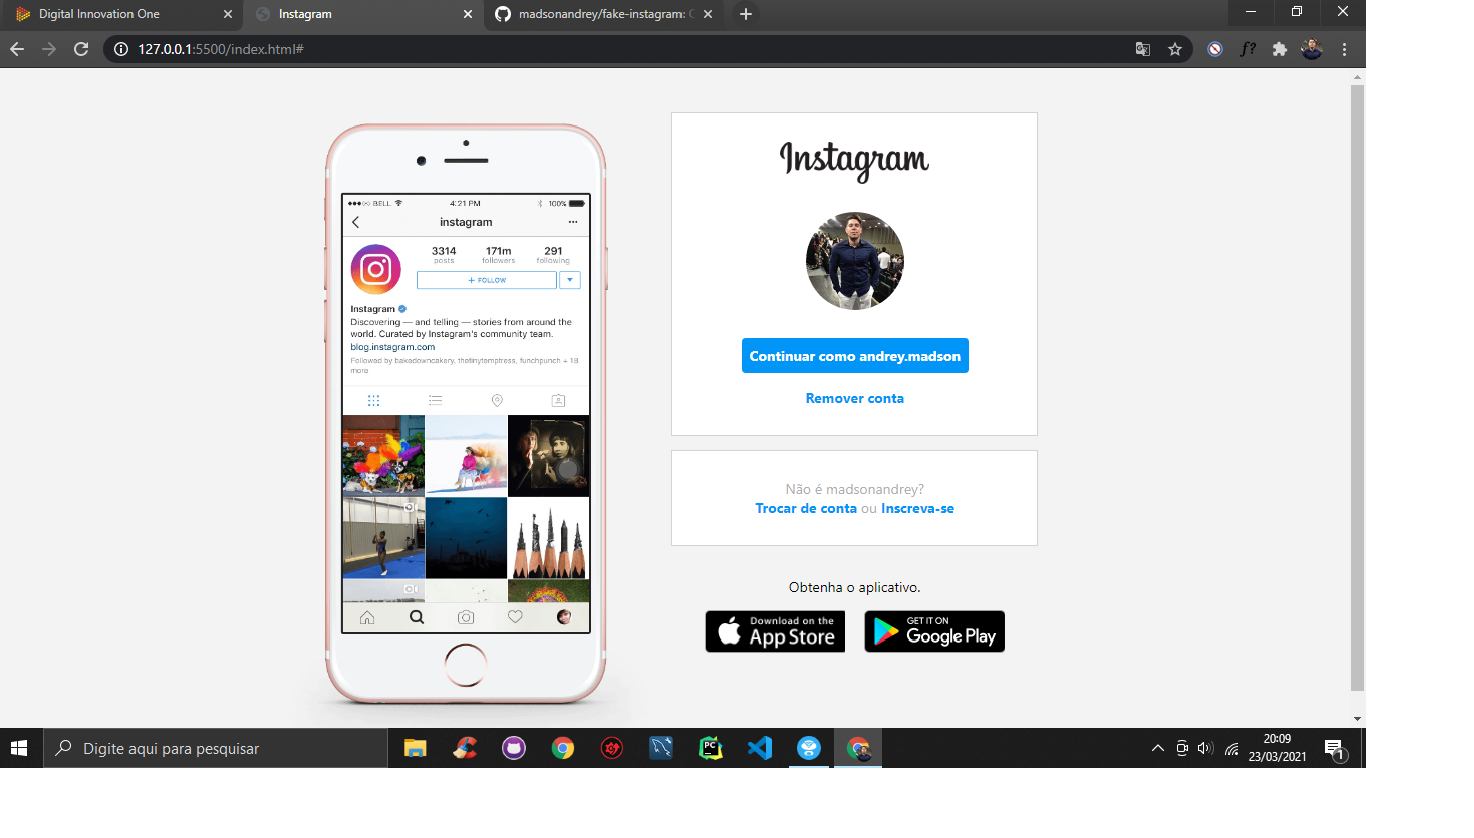 Digital Innovation One
Instagram
madsonandrey/fake-instagram:
127.0.0.1:5500/index.html#
f?
BELL
4:21 PM
100%
instagram
3314
posts
171m
followers
291
following
+ FOLLOW
Instagram
Discovering — and telling — stories from around the
world. Curated by Instagram's community team.
blog.instagram.com
Followed by bakedowncakery, thetinytemptress, funchpunch + 18
more
Instagram
Continuar como andrey.madson
Remover conta
Não é madsonandrey?
Trocar de conta ou Inscreva-se
Obtenha o aplicativo.
Download on the
App Store
GET IT ON
Google Play
Digite aqui para pesquisar
PC
20:09
23/03/2021
1